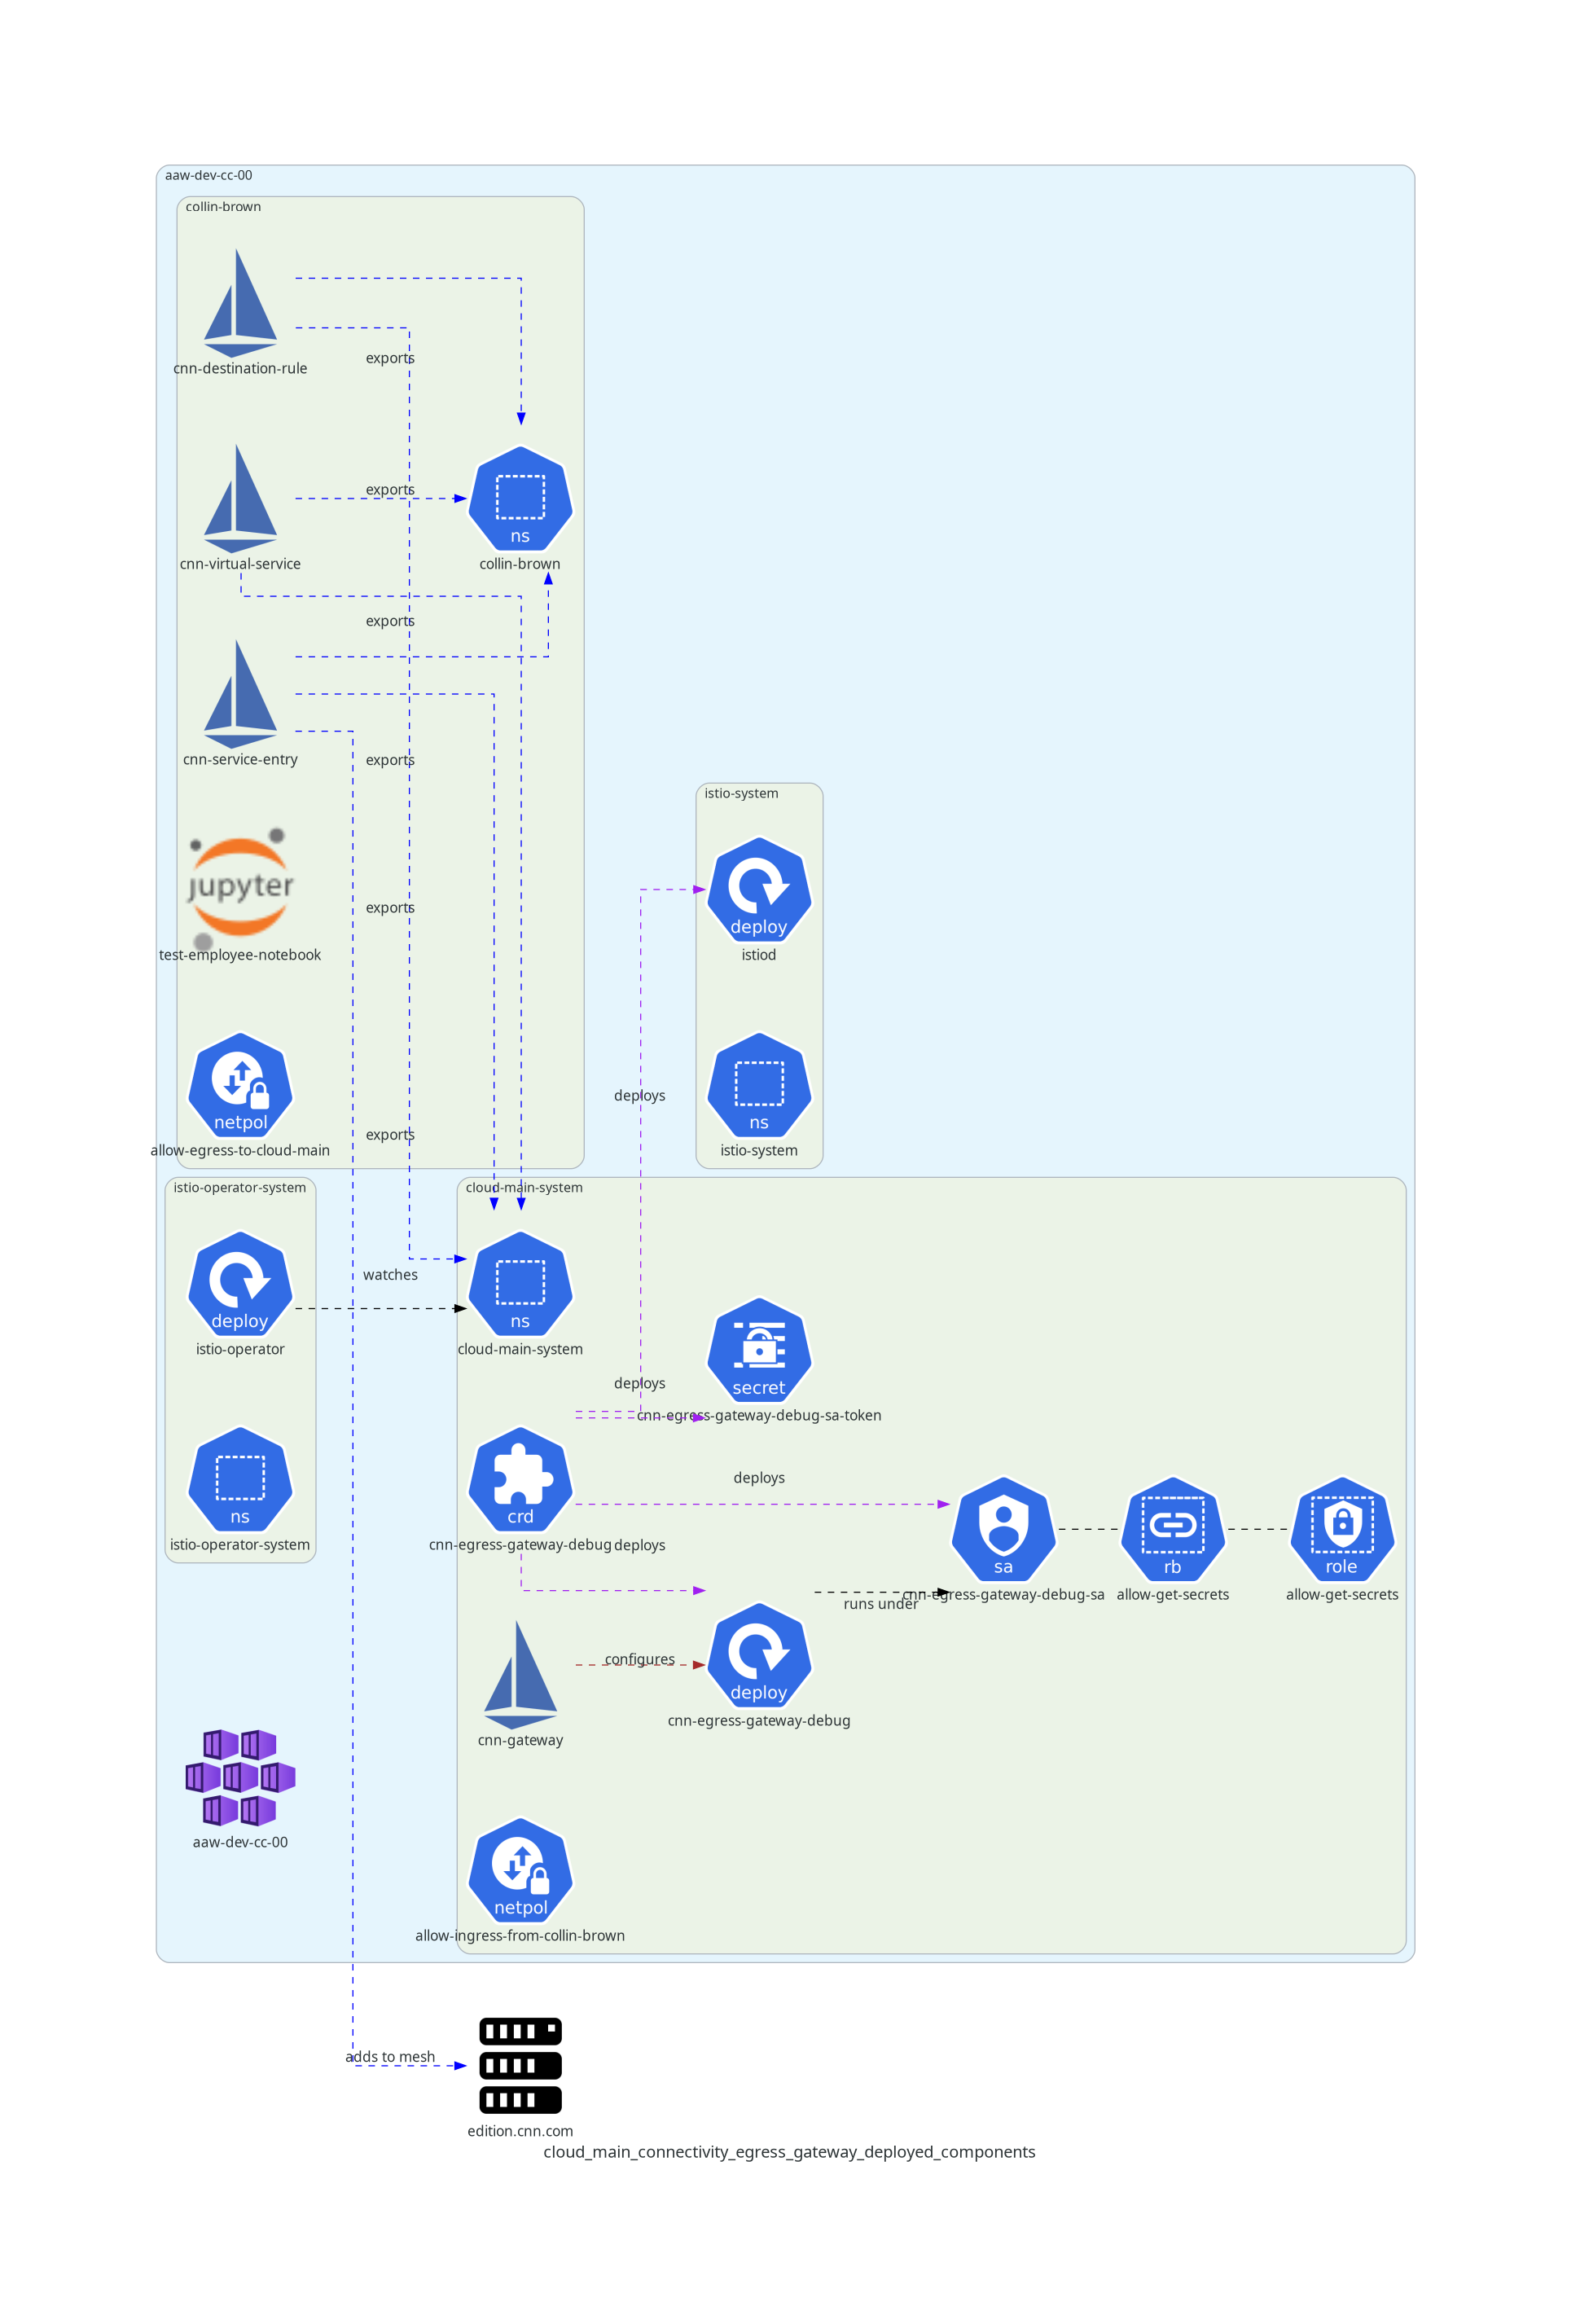 aaw-dev-cc-00
collin-brown
cnn-destination-rule
exports
exports
ns
cnn-virtual-service
collin-brown
exports
cnn-service-entry
exports
istio-system
jupyter
exports
deploy
test-employee-notebook
istiod
deploys
netpol
ns
exports
allow-egress-to-cloud-main
istio-system
istio-operator-system
cloud-main-system
watches
deploy
ns
istio-operator
cloud-main-system
deploys
secret
cnn-egress-gateway-debug-sa-token
deploys
ns
crd
istio-operator-system
cnn-egress-gateway-debug
deploys
sa
rb
role
cnn-egress-gateway-debug-sa
allow-get-secrets
allow-get-secrets
runs under
configures
deploy
cnn-egress-gateway-debug
cnn-gateway
aaw-dev-cc-00
netpol
allow-ingress-from-collin-brown
adds to mesh
edition.cnn.com
cloud_main_connectivity_egress_gateway_deployed_components